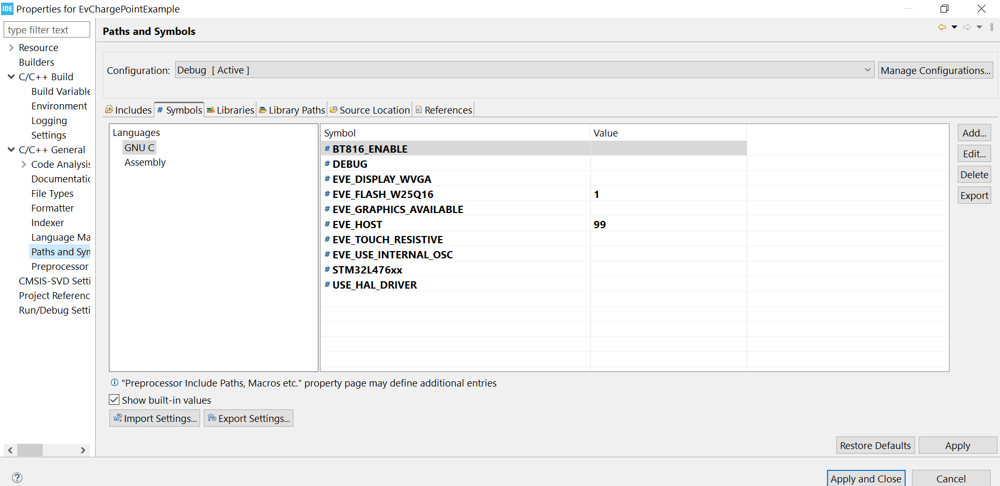 IDE Properties for EvChargePointExample
type filter text
Resource
Builders
C/C++ Build
Build Variable
Environment
Logging
Settings
C/C++ General
Code Analysis
Documentatic
File Types
Formatter
Indexer
Language Ma
Paths and Syn
Preprocessor
CMSIS-SVD Setti
Project Referenc
Run/Debug Setti
Paths and Symbols
Configuration: Debug [ Active ] Manage Configurations...
Includes # Symbols Libraries Library Paths Source Location References
Languages
GNU C
Assembly
Symbol Value
# BT816_ENABLE
# DEBUG
# EVE_DISPLAY_WVGA
# EVE_FLASH_W25Q16 1
# EVE_GRAPHICS_AVAILABLE
# EVE_HOST 99
# EVE_TOUCH_RESISTIVE
# EVE_USE_INTERNAL_OSC
# STM32L476xx
# USE_HAL_DRIVER
Add...
Edit...
Delete
Export
"Preprocessor Include Paths, Macros etc." property page may define additional entries
Show built-in values
Import Settings... Export Settings...
Restore Defaults Apply
? Apply and Close Cancel